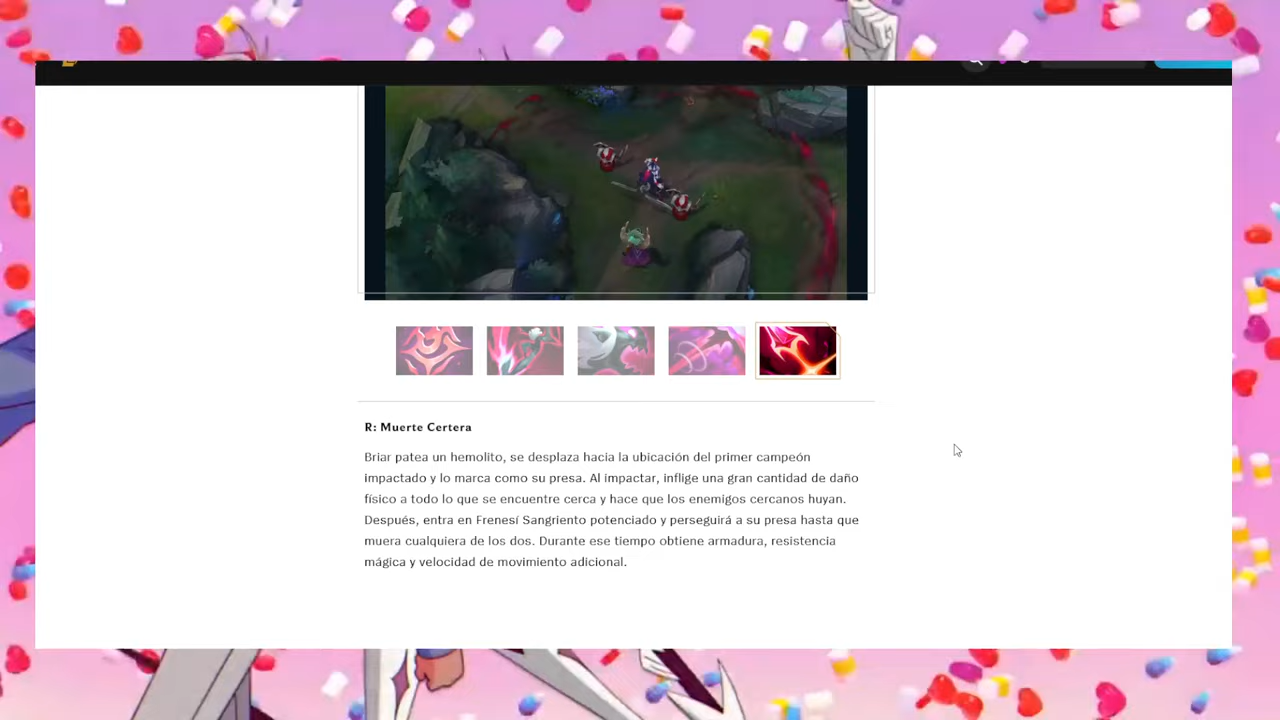 R: Muerte Certera
Briar patea un hemolito, se desplaza hacia la ubicación del primer campeón
impactado y lo marca como su presa. Al impactar, inflige una gran cantidad de daño
físico a todo lo que se encuentre cerca y hace que los enemigos cercanos huyan.
Después, entra en Frenesí Sangriento potenciado y perseguirá a su presa hasta que
muera cualquiera de los dos. Durante ese tiempo obtiene armadura, resistencia
mágica y velocidad de movimiento adicional.